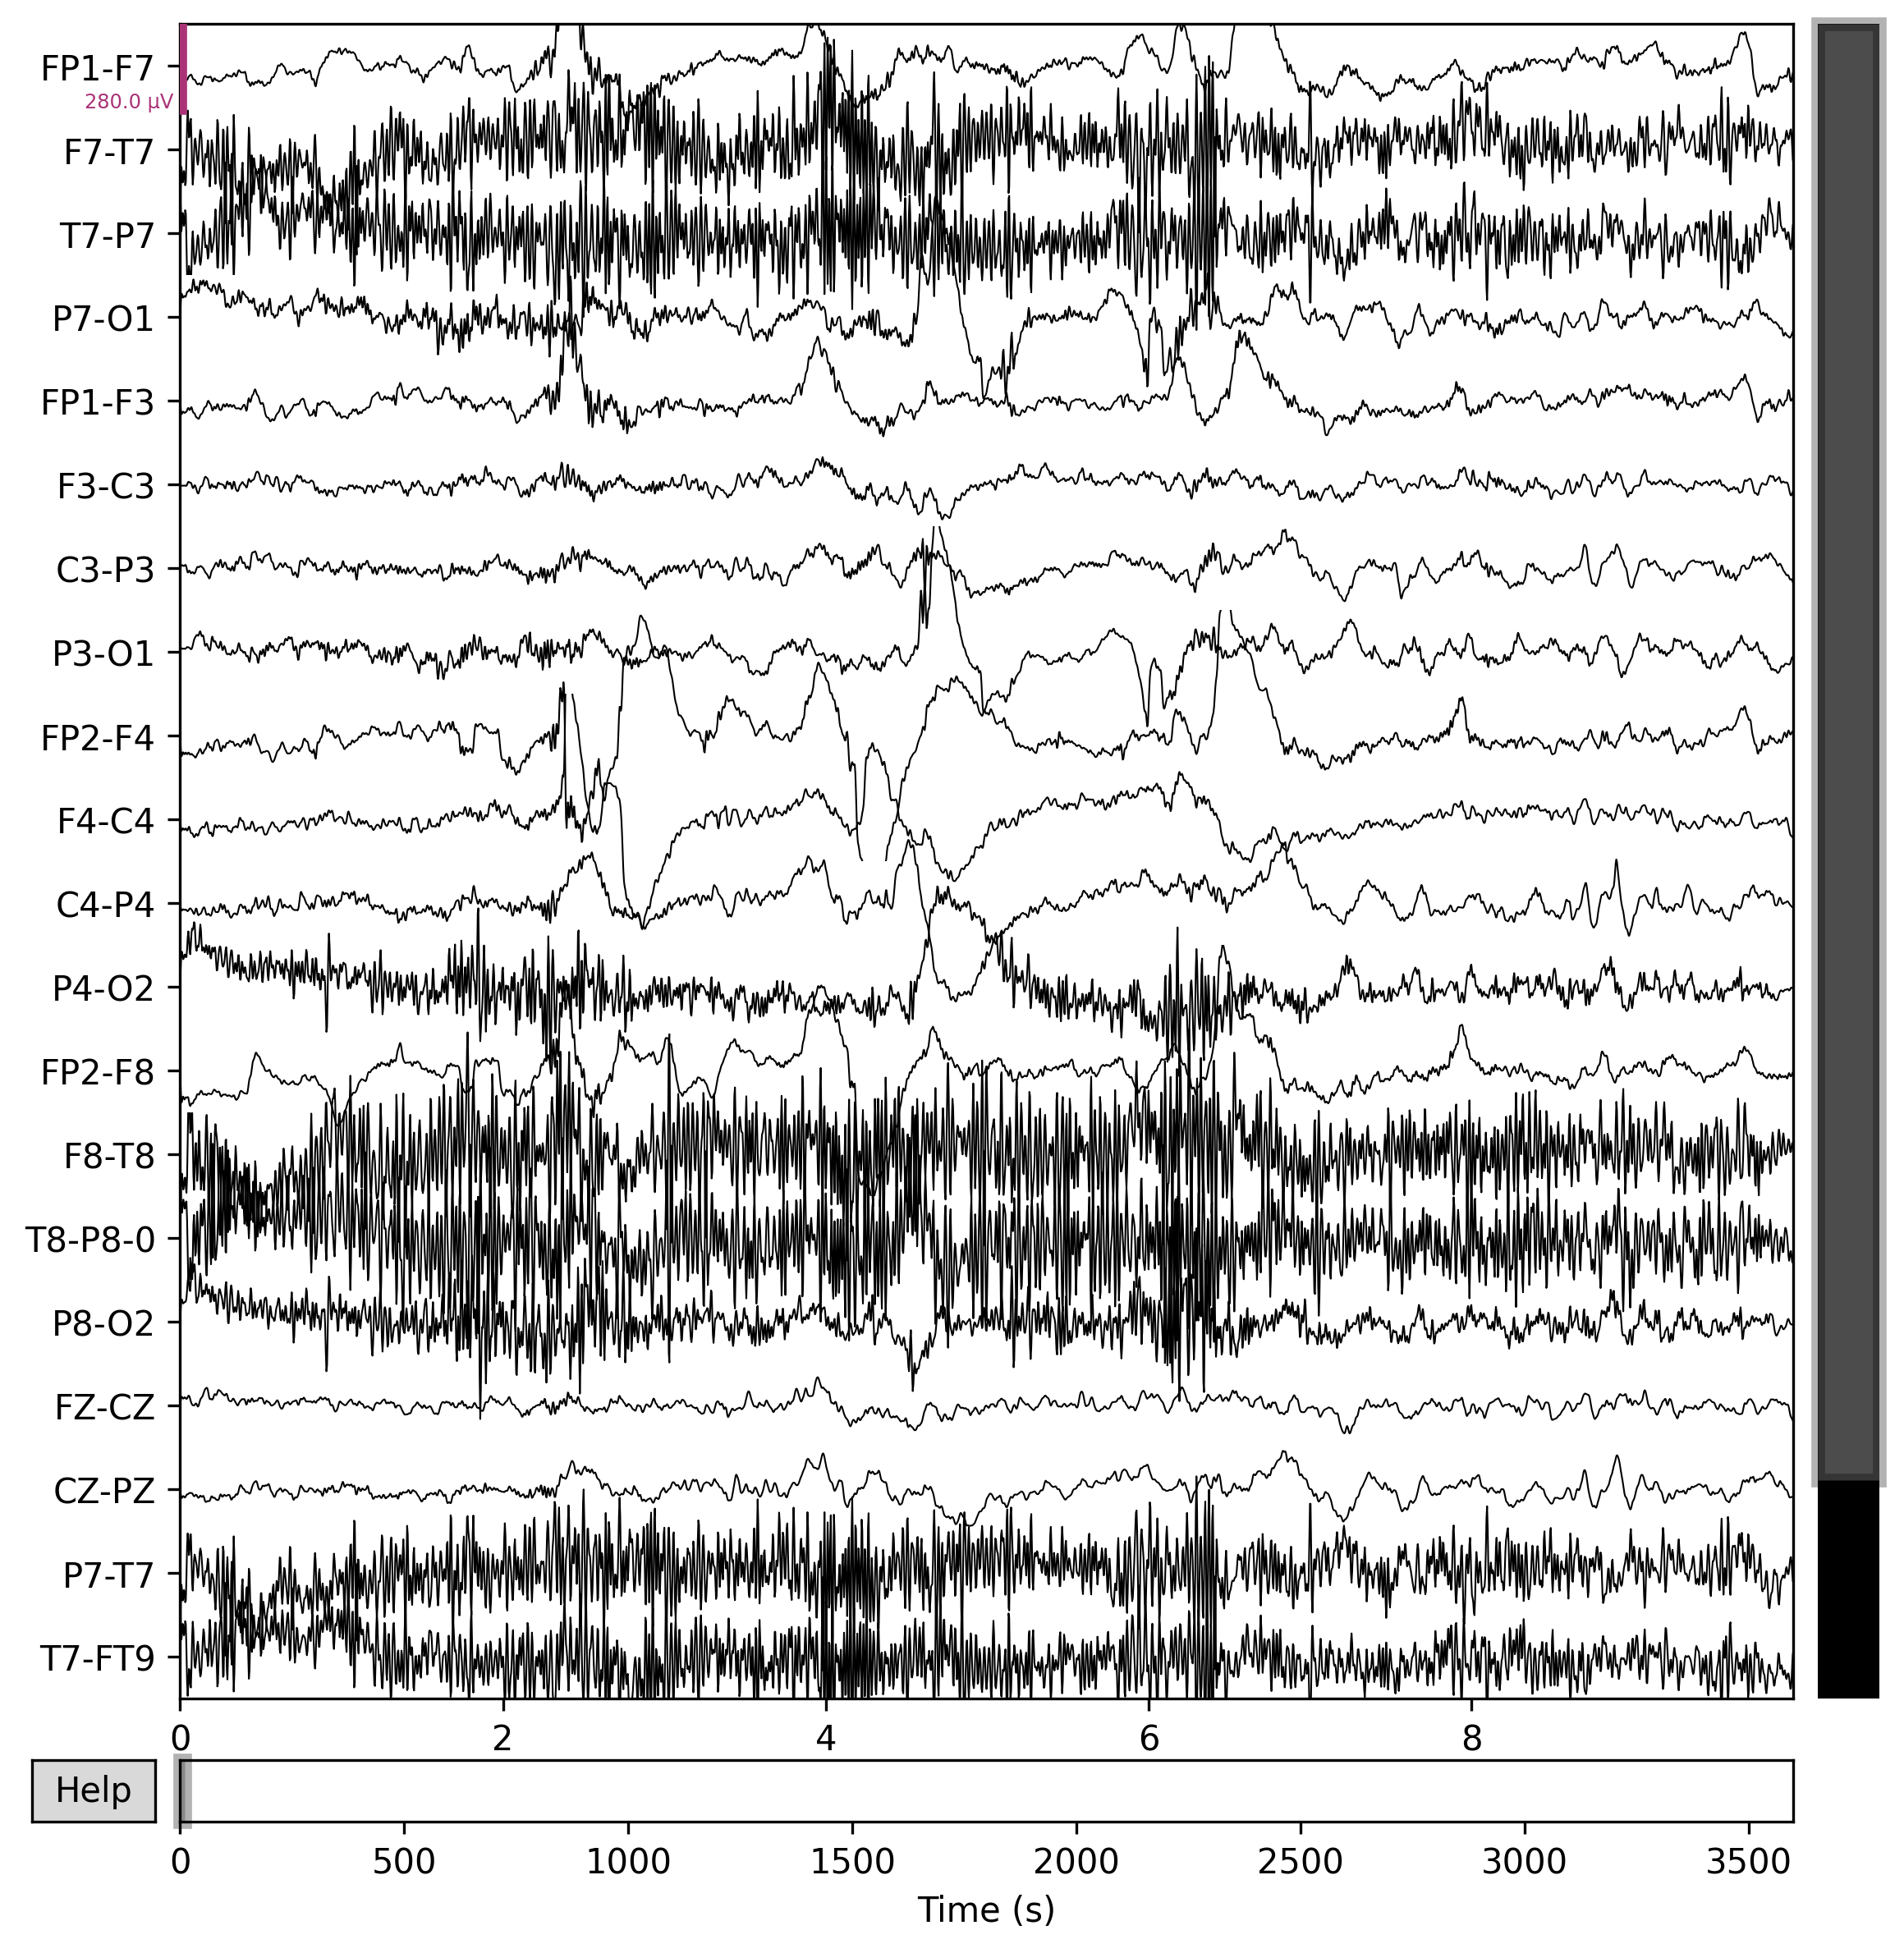 FP1-F7
280.0 µV
F7-T7
T7-P7
P7-O1
FP1-F3
F3-C3
C3-P3
P3-O1
FP2-F4
F4-C4
C4-P4
P4-O2
FP2-F8
F8-T8
T8-P8-0
P8-O2
FZ-CZ
CZ-PZ
P7-T7
T7-FT9
0 2 4 6 8
Help
0 500 1000 1500 2000 2500 3000 3500
Time (s)